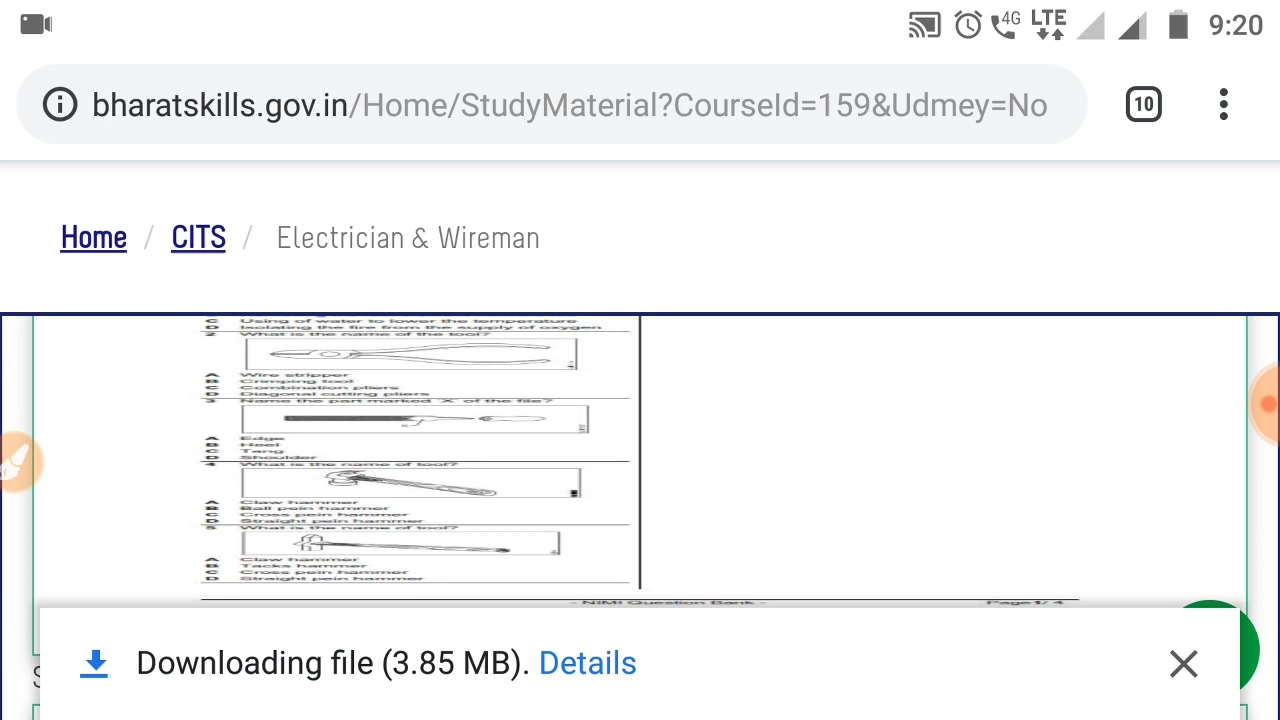 4G LTE 9:20
bharatskills.gov.in/Home/StudyMaterial?CourseId=159&Udmey=No 10
Home / CITS / Electrician & Wireman
C Using of water to lower the temperature
D Isolating the fire from the supply of oxygen
2 What is the name of the tool?
A Wire stripper
B Crimping tool
C Combination pliers
D Diagonal cutting pliers
3 Name the part marked 'X' of the file?
X
A Edge
B Heel
C Tang
D Shoulder
4 What is the name of tool?
A Claw hammer
B Ball pein hammer
C Cross pein hammer
D Straight pein hammer
5 What is the name of tool?
A Claw hammer
B Tacks hammer
C Cross pein hammer
D Straight pein hammer
- NIMI Question Bank - Page 1/ 4
Downloading file (3.85 MB). Details